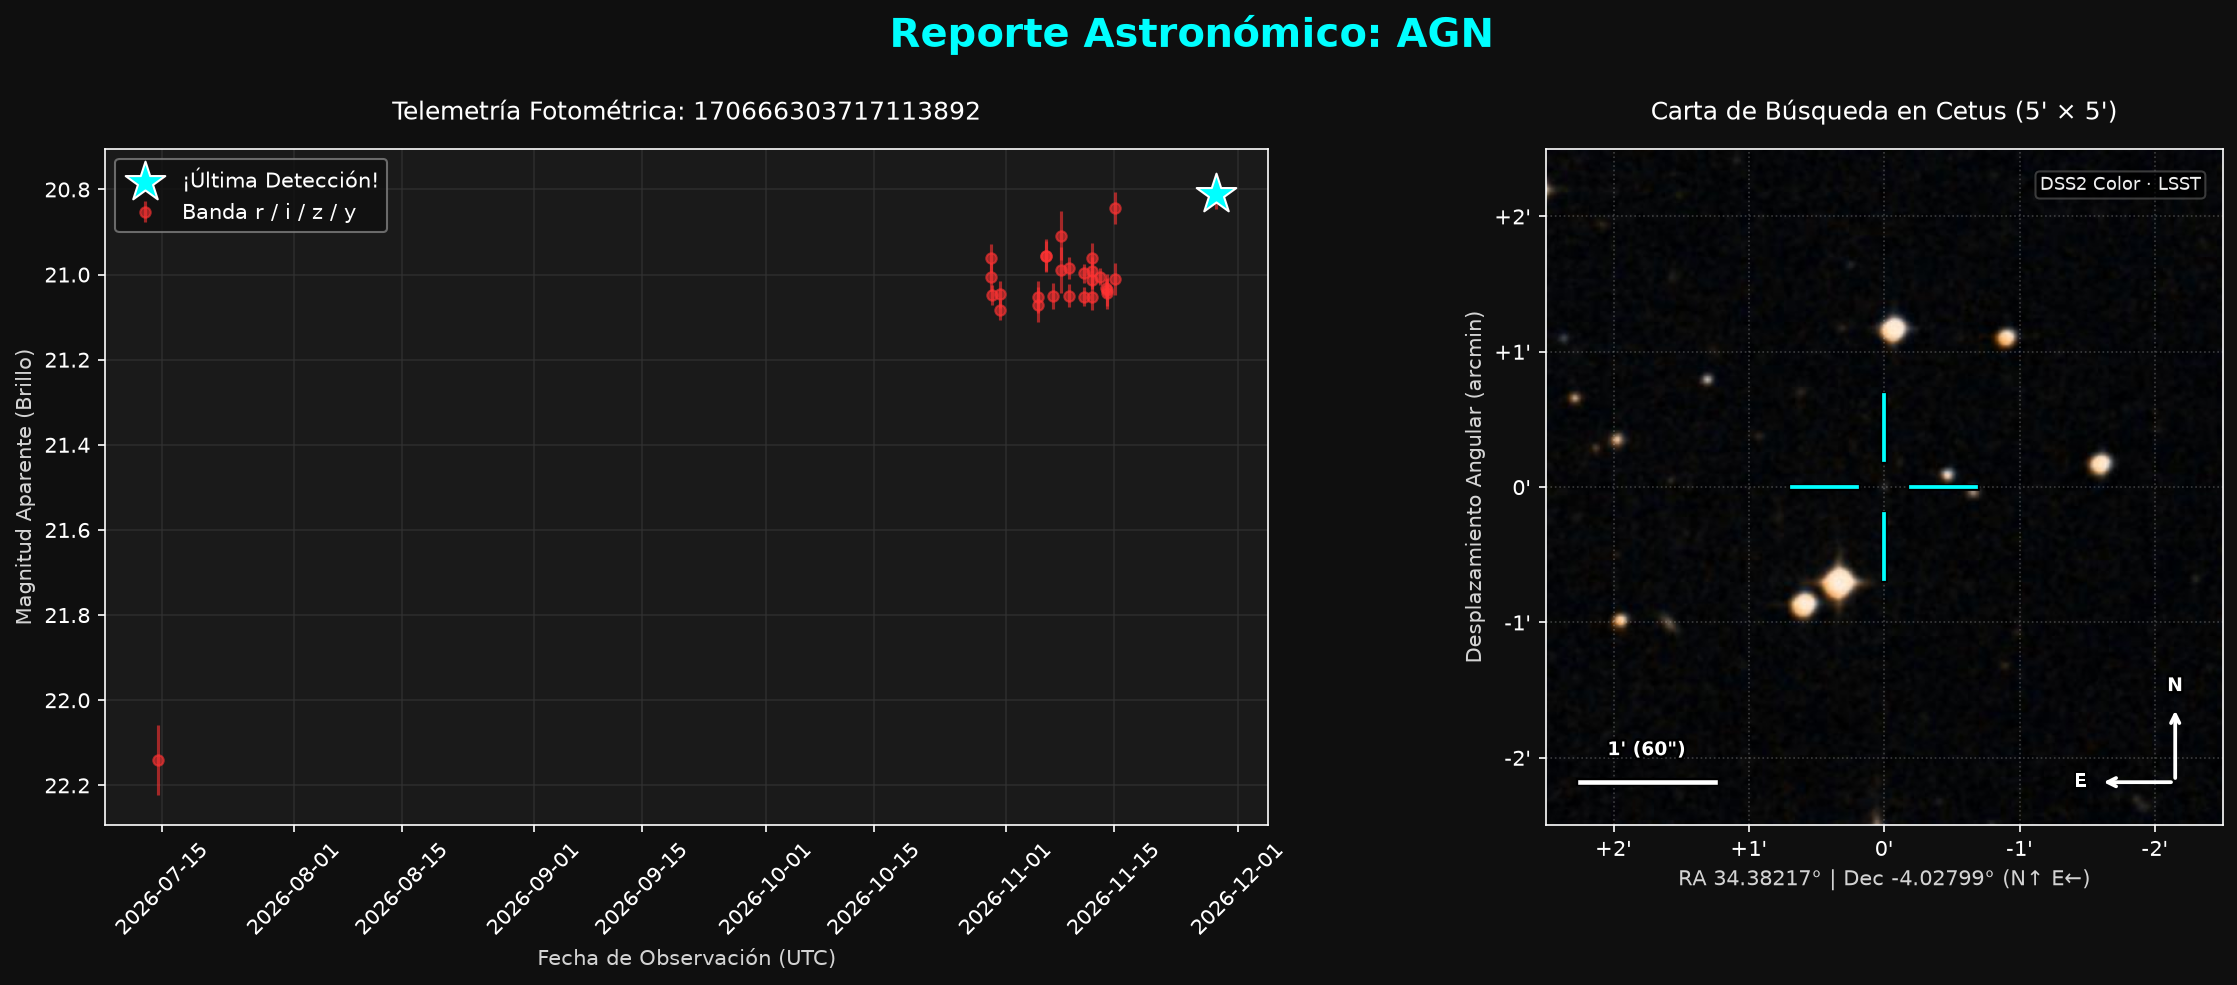 Reporte Astronómico: AGN
Telemetría Fotométrica: 170666303717113892
¡Última Detección!
Banda r / i / z / y
Magnitud Aparente (Brillo)
20.8
21.0
21.2
21.4
21.6
21.8
22.0
22.2
2026-07-15
2026-08-01
2026-08-15
2026-09-01
2026-09-15
2026-10-01
2026-10-15
2026-11-01
2026-11-15
2026-12-01
Fecha de Observación (UTC)
Carta de Búsqueda en Cetus (5' × 5')
DSS2 Color · LSST
Desplazamiento Angular (arcmin)
+2'
+1'
0'
-1'
-2'
N
E
1' (60")
+2'
+1'
0'
-1'
-2'
RA 34.38217° | Dec -4.02799° (N↑ E←)